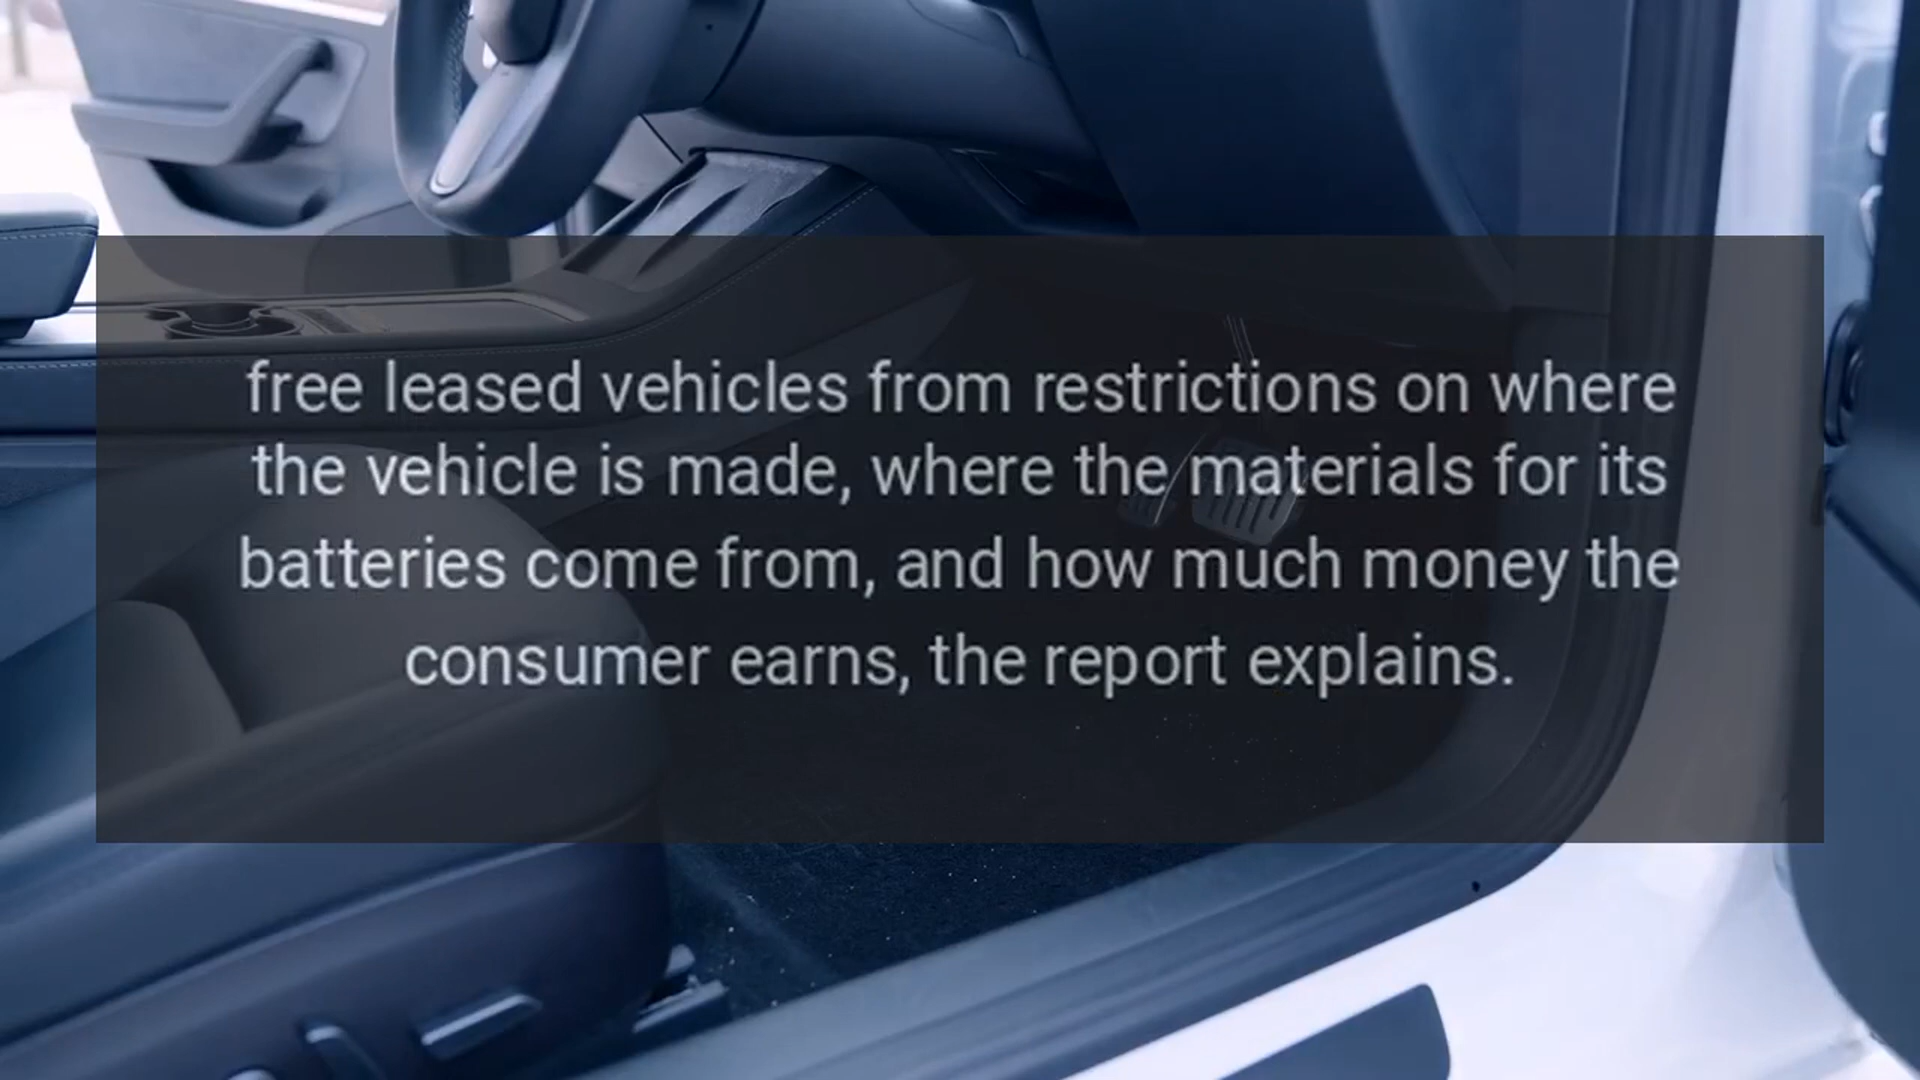 free leased vehicles from restrictions on where
the vehicle is made, where the materials for its
batteries come from, and how much money the
consumer earns, the report explains.